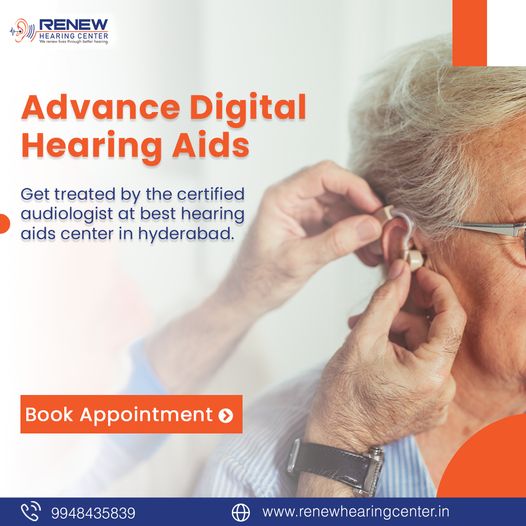 RENEW
HEARING CENTER
We renew lives through better hearing.
Advance Digital
Hearing Aids
Get treated by the certified
audiologist at best hearing
aids center in hyderabad.
Book Appointment
9948435839
www.renewhearingcenter.in